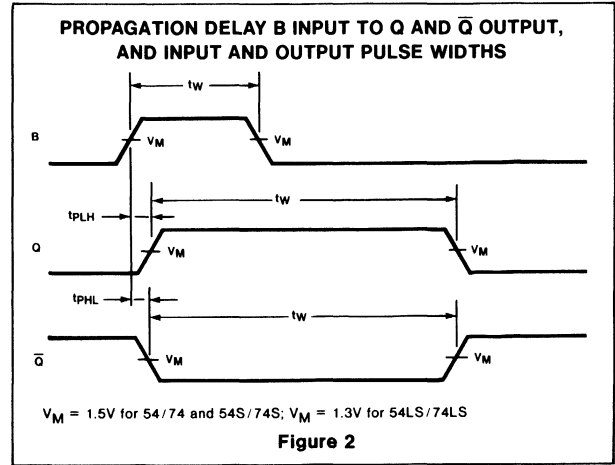 PROPAGATION DELAY B INPUT TO Q AND Q̅ OUTPUT,
AND INPUT AND OUTPUT PULSE WIDTHS
tW
B
VM
VM
tW
tPLH
Q
VM
VM
tPHL
tW
Q̅
VM
VM
VM = 1.5V for 54/74 and 54S/74S; VM = 1.3V for 54LS/74LS
Figure 2